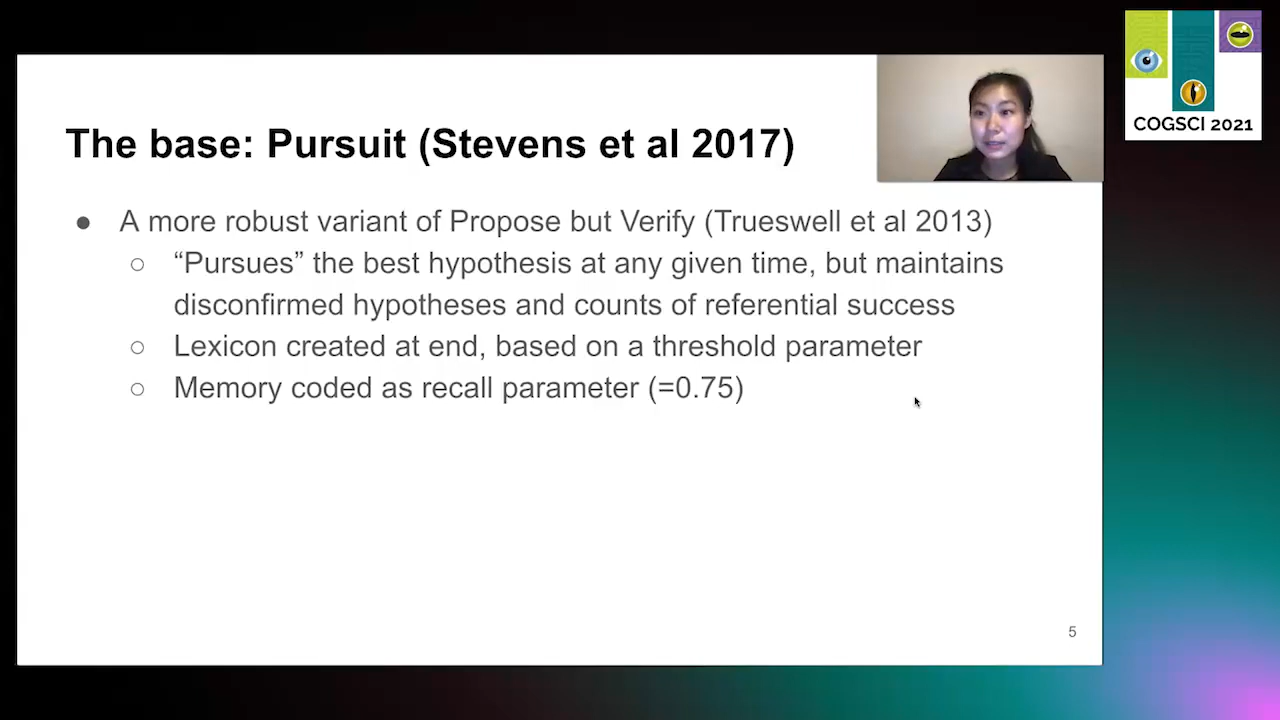 COGSCI 2021
The base: Pursuit (Stevens et al 2017)
● A more robust variant of Propose but Verify (Trueswell et al 2013)
○ “Pursues” the best hypothesis at any given time, but maintains
disconfirmed hypotheses and counts of referential success
○ Lexicon created at end, based on a threshold parameter
○ Memory coded as recall parameter (=0.75)
5